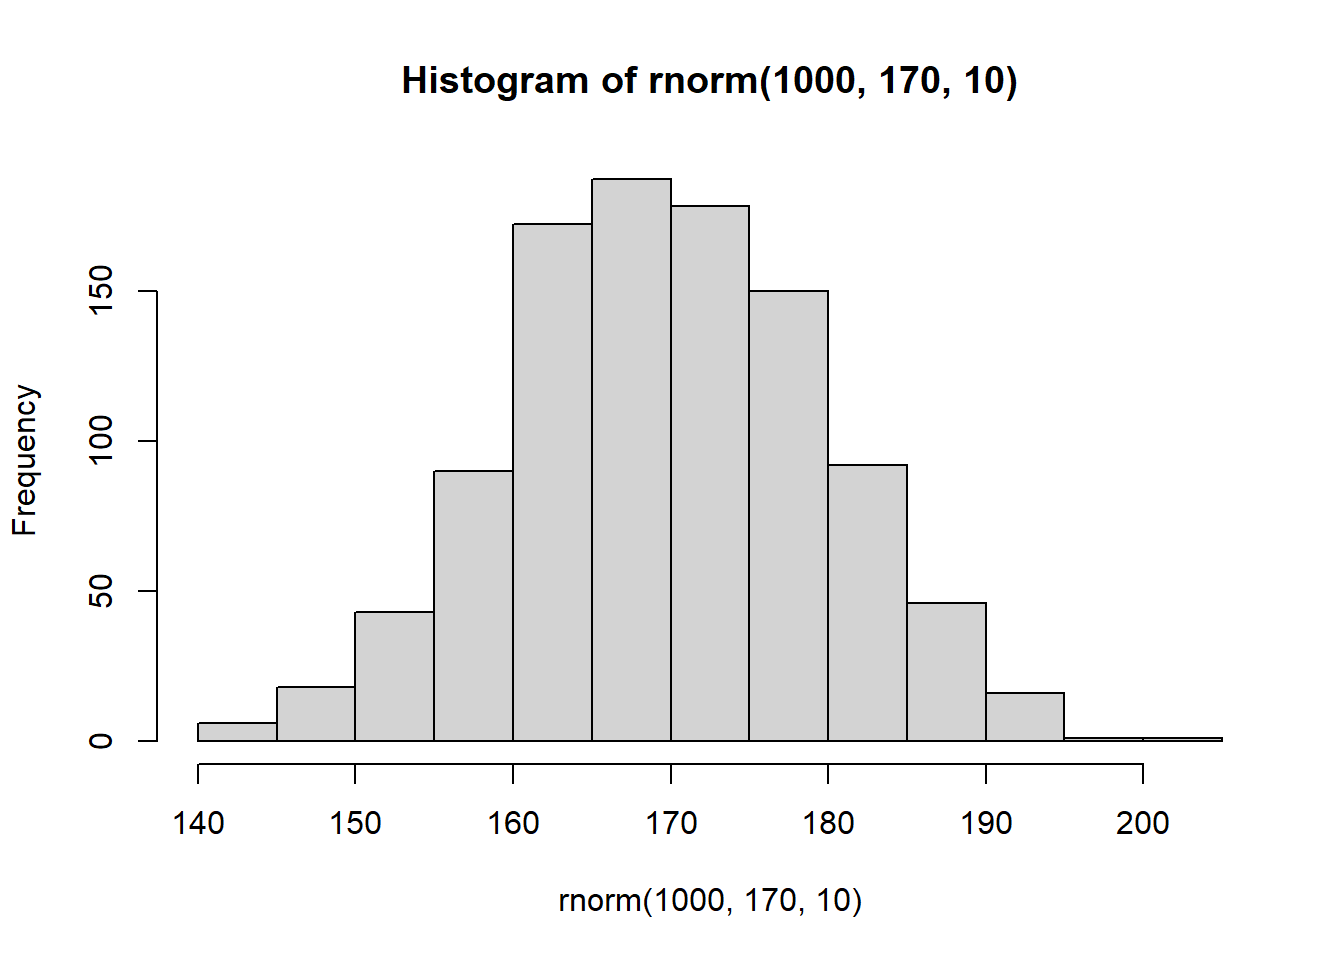 Histogram of rnorm(1000, 170, 10)
Frequency
150
100
50
0
140 150 160 170 180 190 200
rnorm(1000, 170, 10)